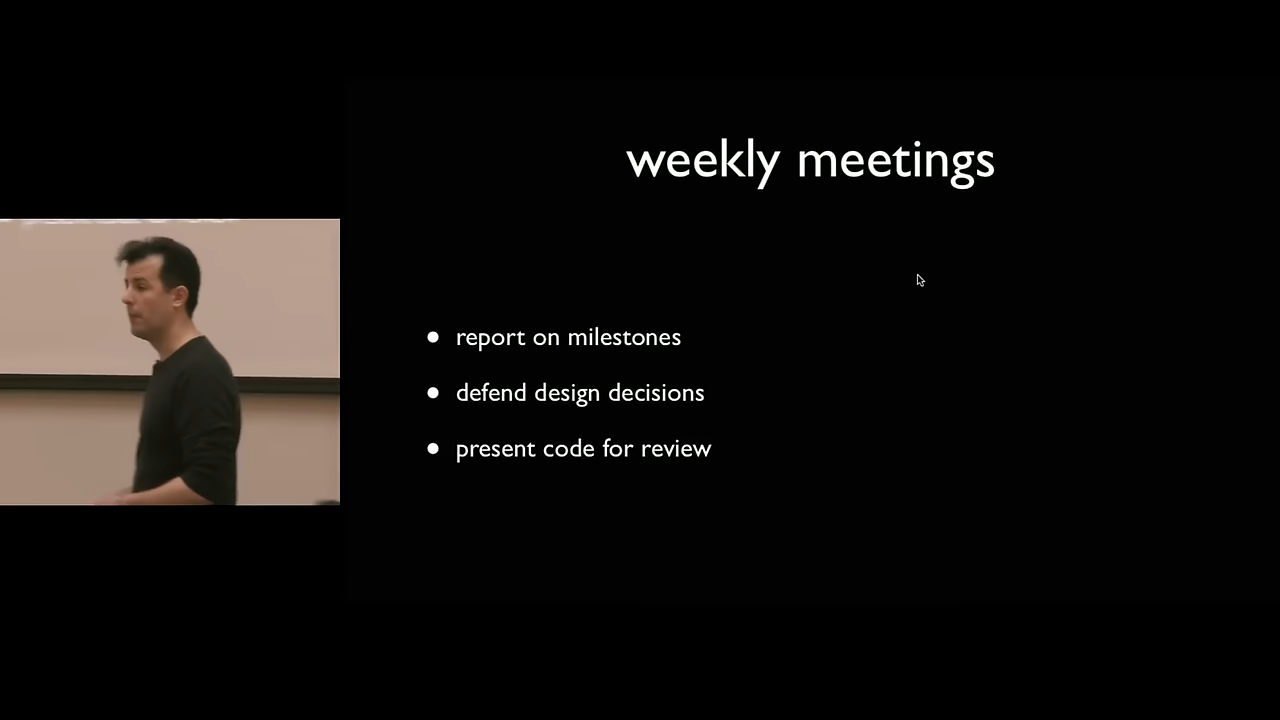 weekly meetings
report on milestones
defend design decisions
present code for review